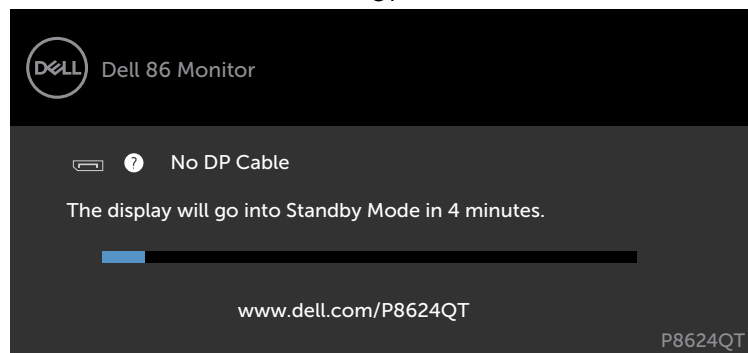 DELL Dell 86 Monitor
? No DP Cable
The display will go into Standby Mode in 4 minutes.
www.dell.com/P8624QT
P8624QT